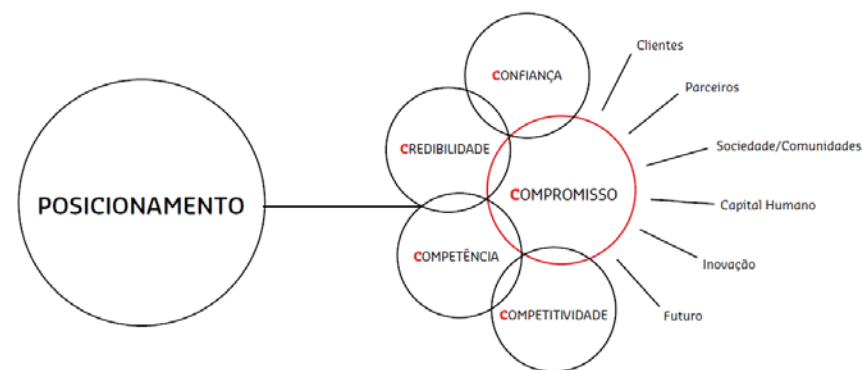 POSICIONAMENTO
CONFIANÇA
CREDIBILIDADE
COMPROMISSO
COMPETÊNCIA
COMPETITIVIDADE
Clientes
Parceiros
Sociedade/Comunidades
Capital Humano
Inovação
Futuro